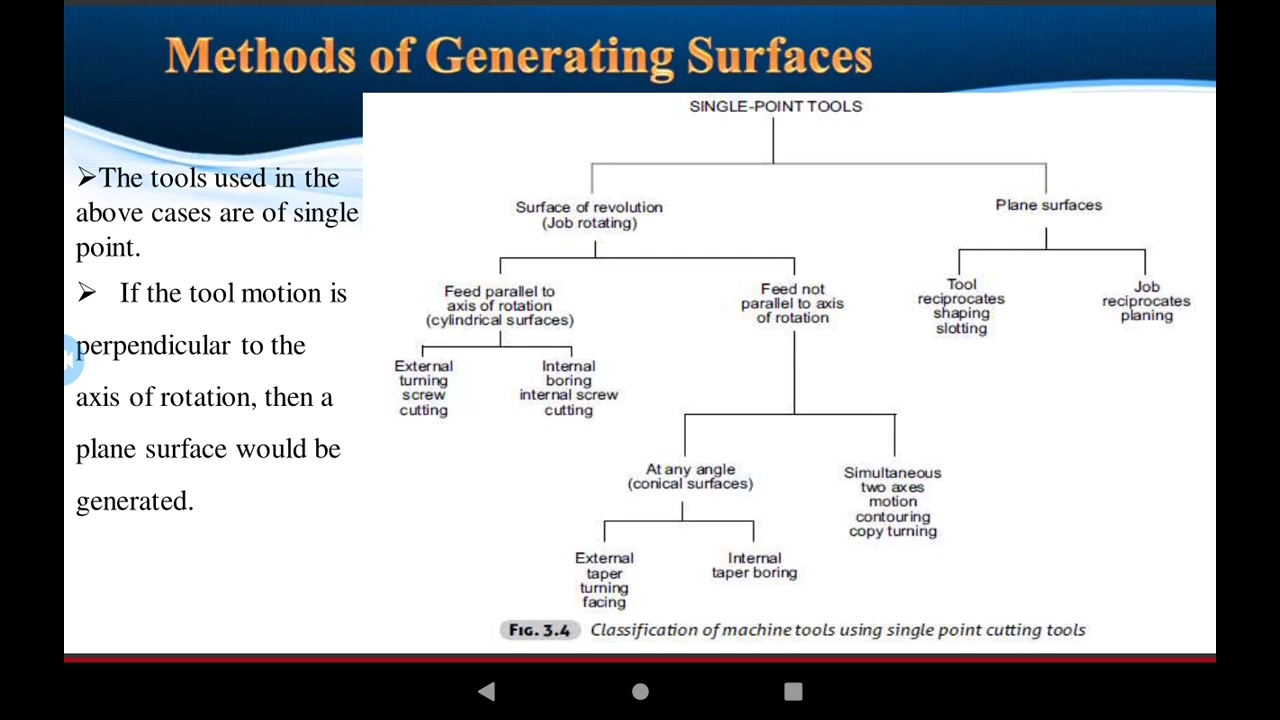 Methods of Generating Surfaces
➢The tools used in the
above cases are of single
point.
➢ If the tool motion is
perpendicular to the
axis of rotation, then a
plane surface would be
generated.
SINGLE-POINT TOOLS
Surface of revolution
(Job rotating)
Plane surfaces
Feed parallel to
axis of rotation
(cylindrical surfaces)
Feed not
parallel to axis
of rotation
Tool
reciprocates
shaping
slotting
Job
reciprocates
planing
External
turning
screw
cutting
Internal
boring
internal screw
cutting
At any angle
(conical surfaces)
Simultaneous
two axes
motion
contouring
copy turning
External
taper
turning
facing
Internal
taper boring
FIG. 3.4 Classification of machine tools using single point cutting tools